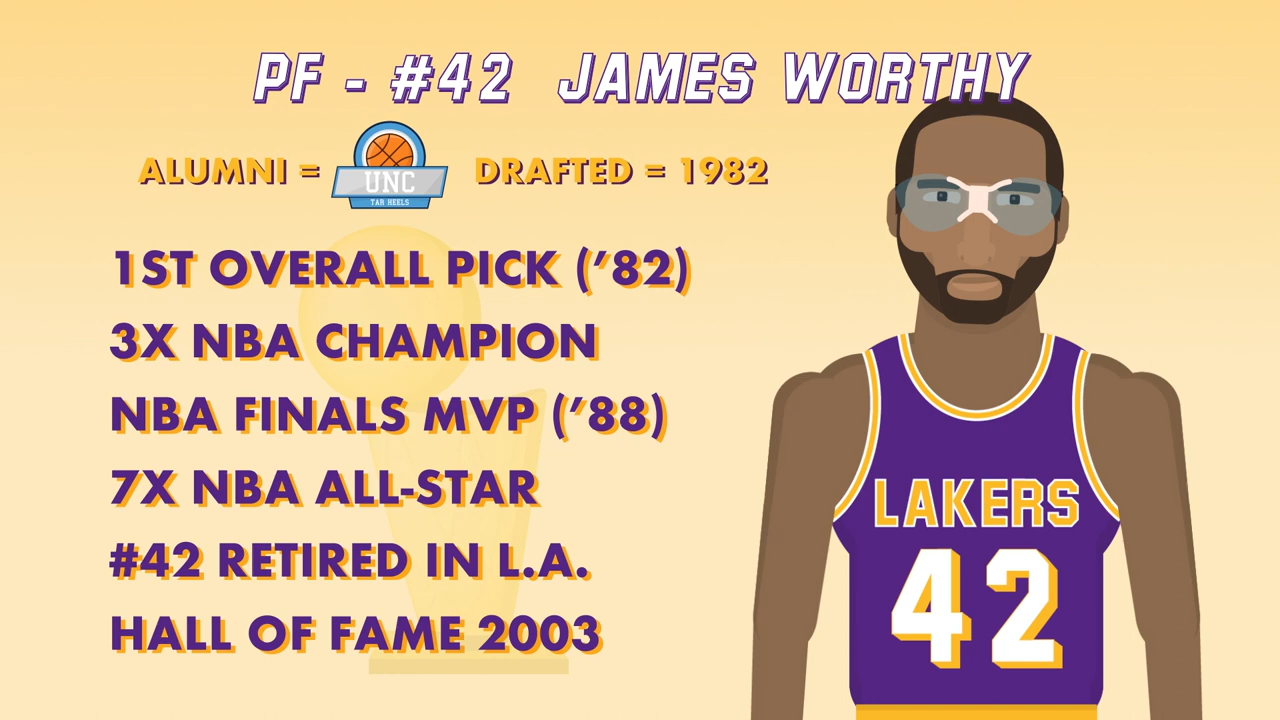 PF - #42 JAMES WORTHY
ALUMNI = UNC TAR HEELS DRAFTED = 1982
1ST OVERALL PICK ('82)
3X NBA CHAMPION
NBA FINALS MVP ('88)
7X NBA ALL-STAR
#42 RETIRED IN L.A.
HALL OF FAME 2003
LAKERS
42